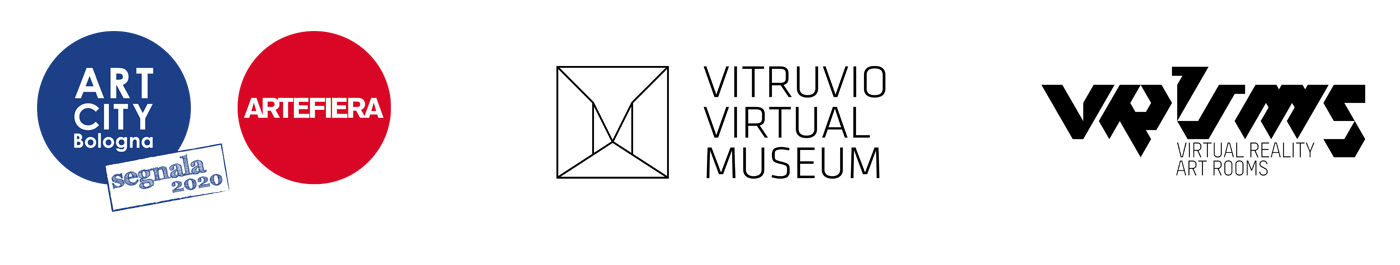 ART
CITY
Bologna
segnala
2020
ARTEFIERA
VITRUVIO
VIRTUAL
MUSEUM
VRUMS
VIRTUAL REALITY
ART ROOMS